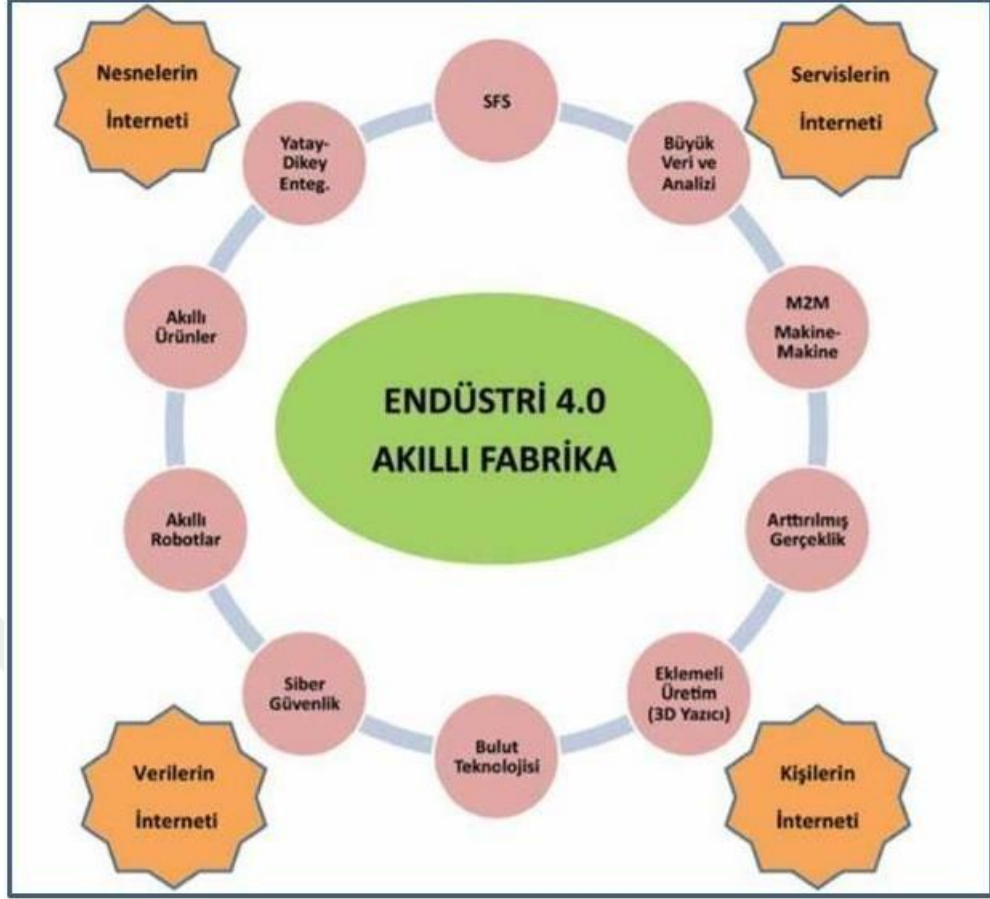 Nesnelerin
İnterneti
Servislerin
İnterneti
SFS
Yatay-
Dikey
Enteg.
Büyük
Veri ve
Analizi
Akıllı
Ürünler
M2M
Makine-
Makine
ENDÜSTRİ 4.0
AKILLI FABRİKA
Akıllı
Robotlar
Arttırılmış
Gerçeklik
Siber
Güvenlik
Eklemeli
Üretim
(3D Yazıcı)
Bulut
Teknolojisi
Verilerin
İnterneti
Kişilerin
İnterneti